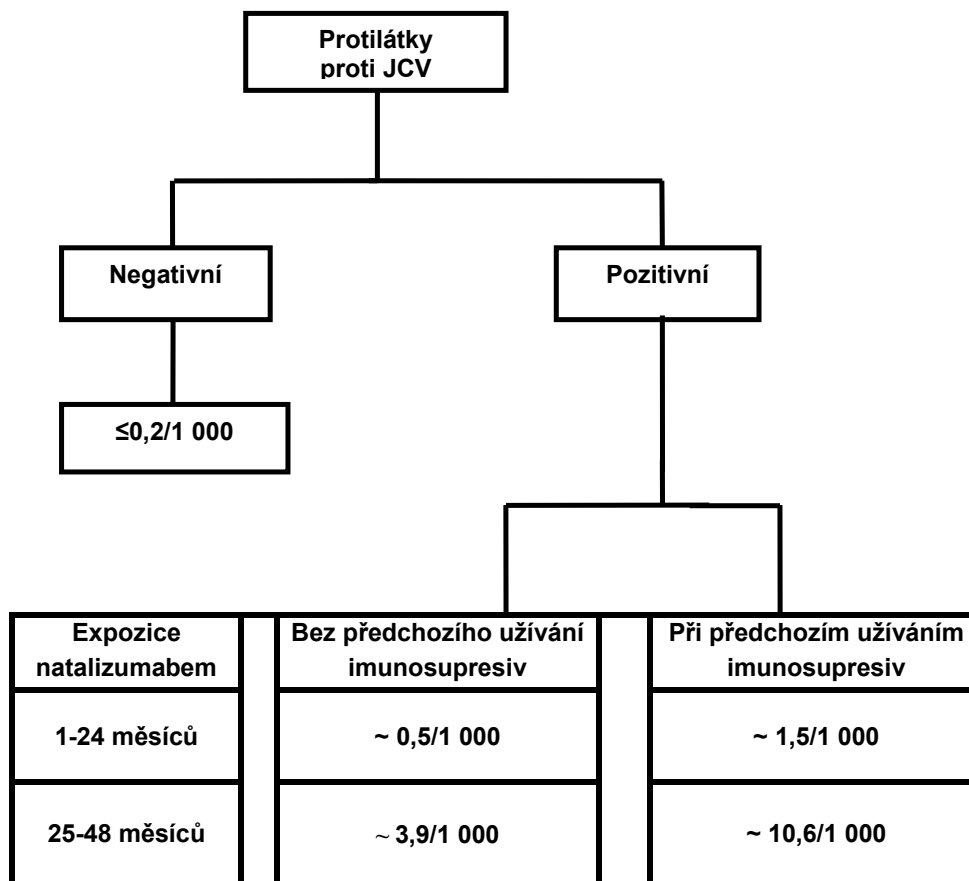 Protilátky
proti JCV
Negativní
Pozitivní
≤0,2/1 000
Expozice
natalizumabem
Bez předchozího užívání
imunosupresiv
Při předchozím užíváním
imunosupresiv
1-24 měsíců
~ 0,5/1 000
~ 1,5/1 000
25-48 měsíců
~ 3,9/1 000
~ 10,6/1 000